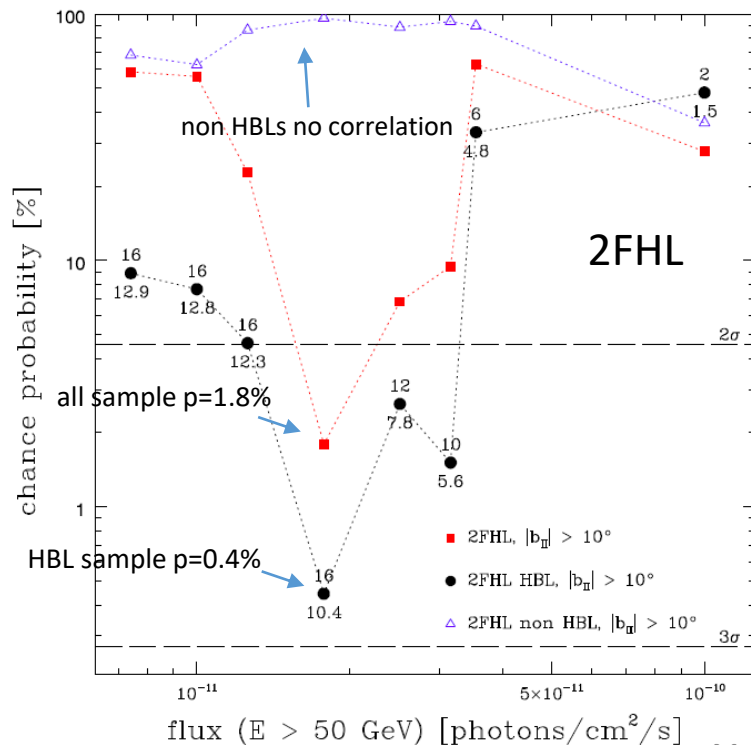 100
2
6
1.5
4.8
non HBLs no correlation
2FHL
10
16
16
12.9
12.8
16
2σ
12.3
12
all sample p=1.8%
7.8
10
5.6
1
2FHL, |b_II| > 10°
HBL sample p=0.4%
16
2FHL HBL, |b_II| > 10°
10.4
2FHL non HBL, |b_II| > 10°
3σ
chance probability [%]
10⁻¹¹
5×10⁻¹¹
10⁻¹⁰
flux (E > 50 GeV) [photons/cm²/s]